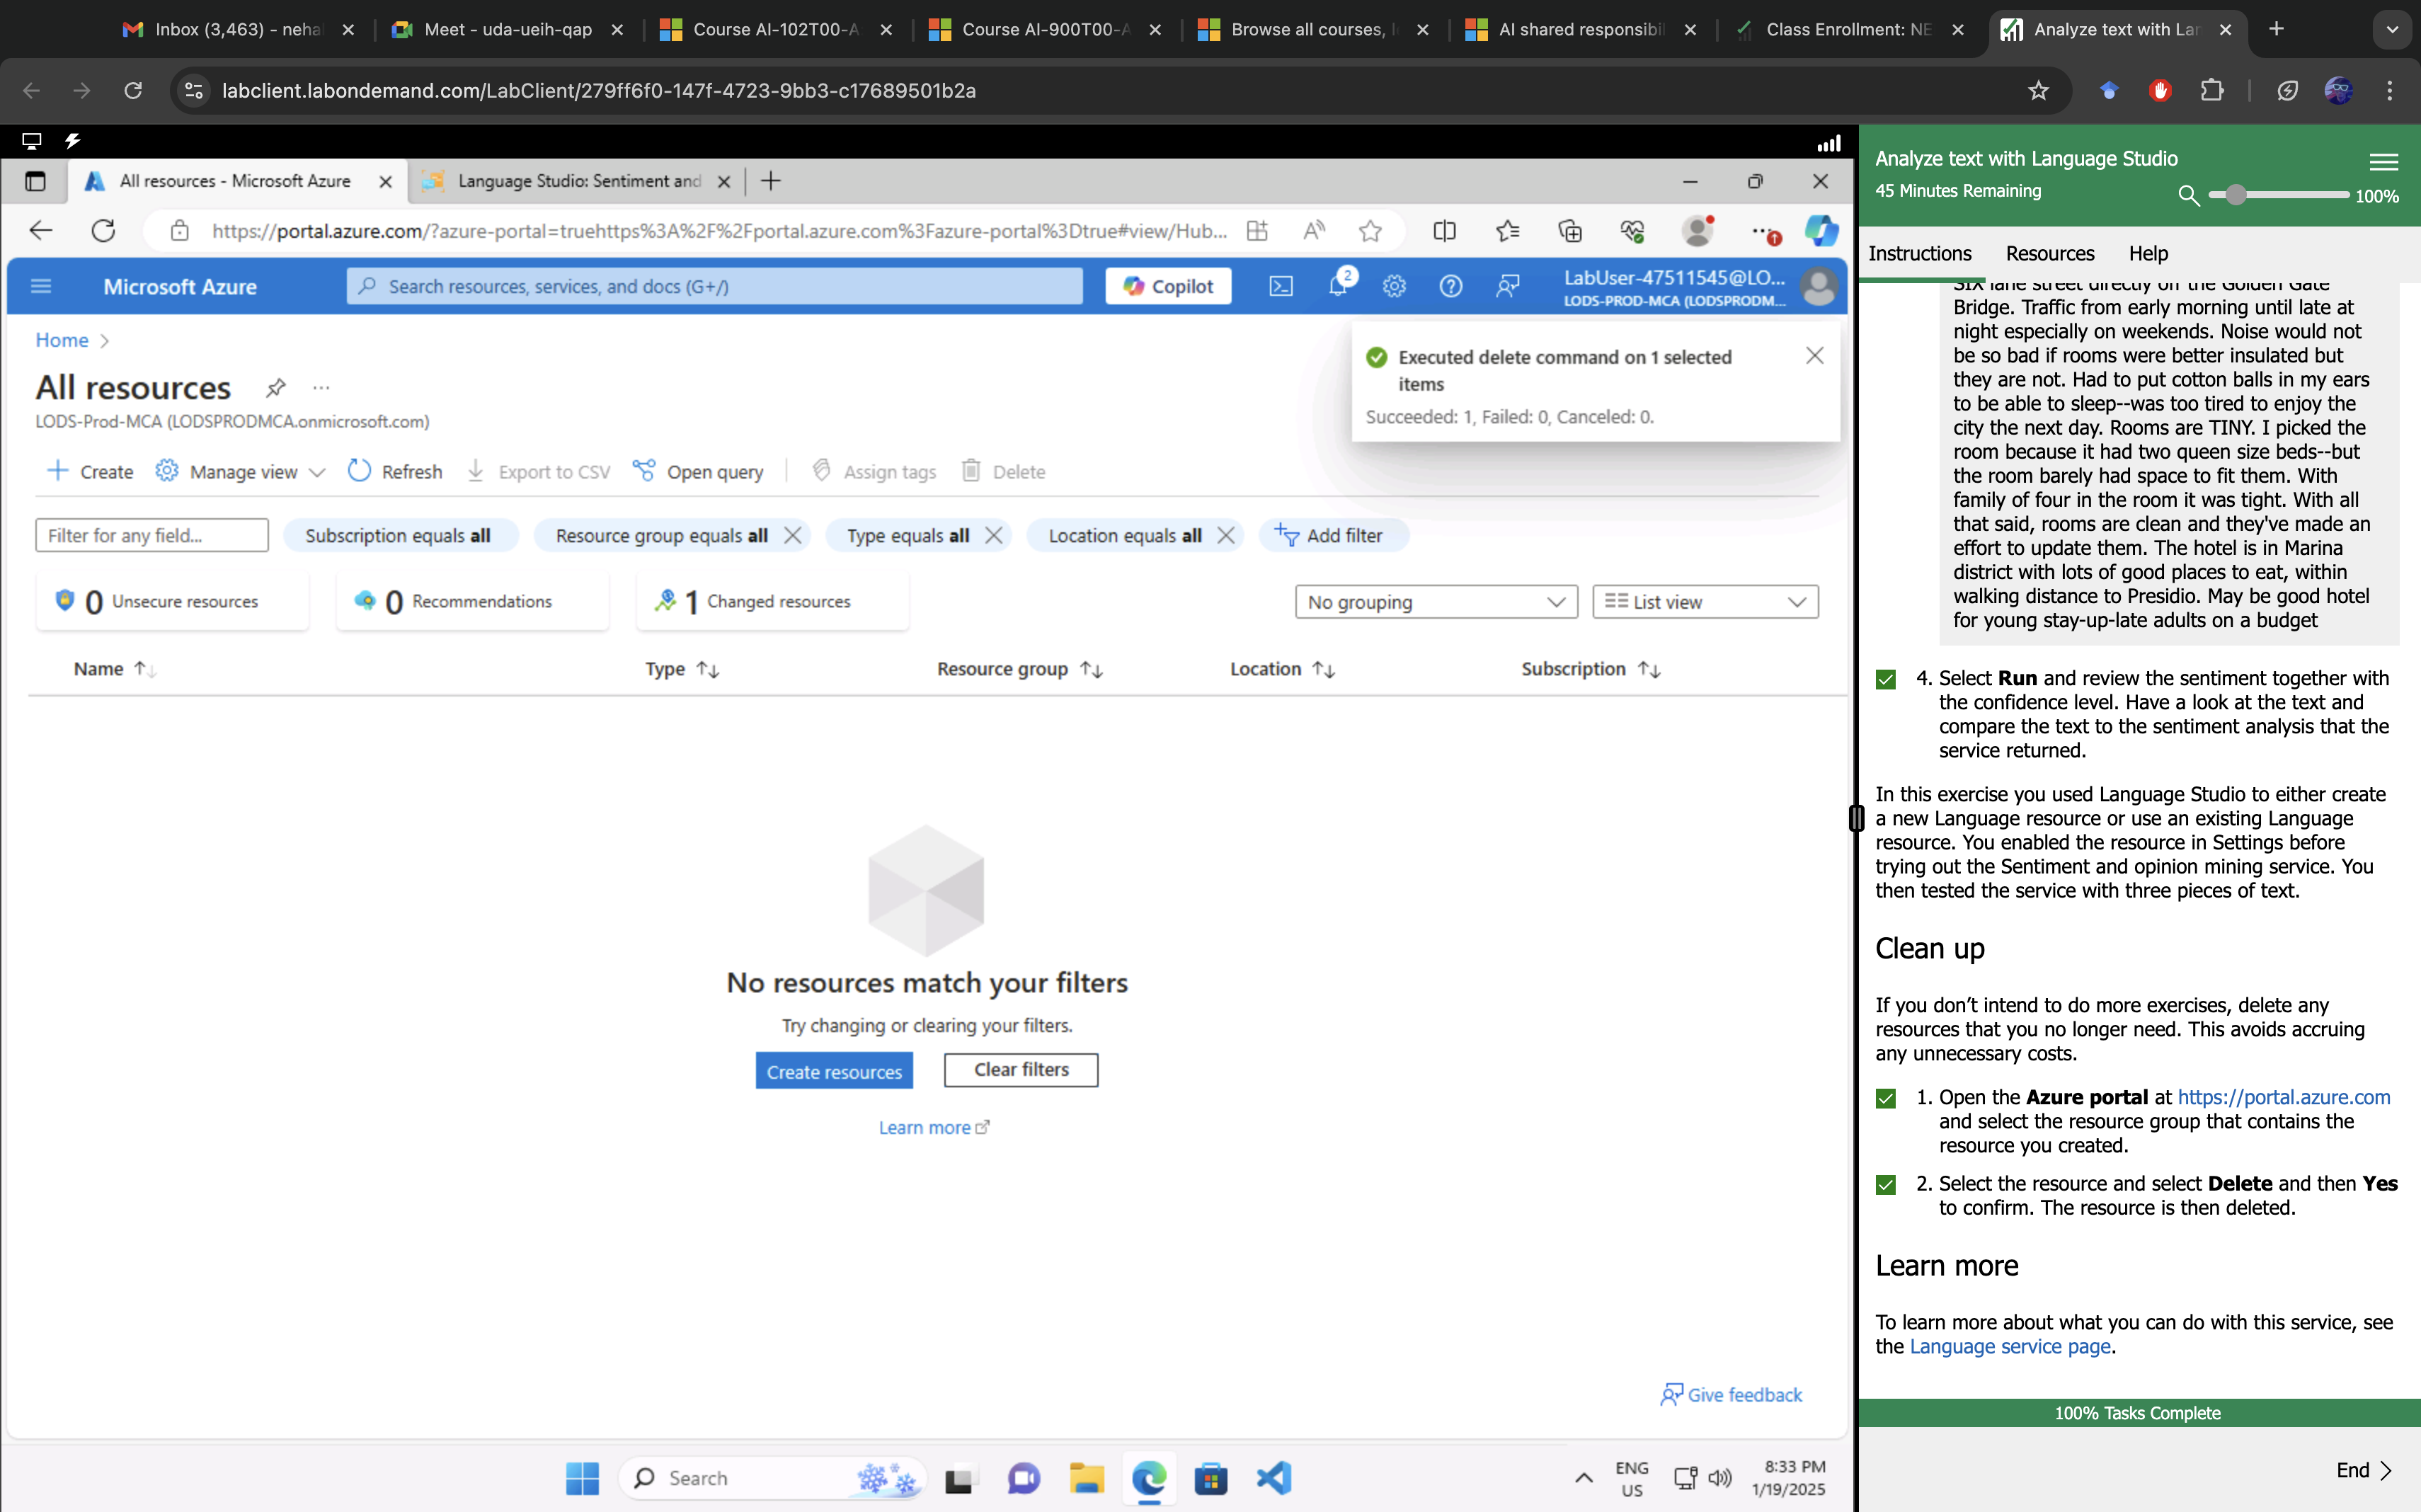 Inbox (3,463) - neha
Meet - uda-ueih-qap
Course AI-102T00-A
Course AI-900T00-A
Browse all courses, l
AI shared responsibil
Class Enrollment: NE
Analyze text with Lan
labclient.labondemand.com/LabClient/279ff6f0-147f-4723-9bb3-c17689501b2a
All resources - Microsoft Azure
Language Studio: Sentiment and
https://portal.azure.com/?azure-portal=truehttps%3A%2F%2Fportal.azure.com%3Fazure-portal%3Dtrue#view/Hub...
Microsoft Azure
Search resources, services, and docs (G+/)
Copilot
2
LabUser-47511545@LO...
LODS-PROD-MCA (LODSPRODM...
Home >
All resources
...
LODS-Prod-MCA (LODSPRODMCA.onmicrosoft.com)
Executed delete command on 1 selected
items
Succeeded: 1, Failed: 0, Canceled: 0.
Create
Manage view
Refresh
Export to CSV
Open query
Assign tags
Delete
Filter for any field...
Subscription equals all
Resource group equals all
Type equals all
Location equals all
Add filter
0 Unsecure resources
0 Recommendations
1 Changed resources
No grouping
List view
Name
Type
Resource group
Location
Subscription
No resources match your filters
Try changing or clearing your filters.
Create resources
Clear filters
Learn more
Give feedback
Search
ENG
US
8:33 PM
1/19/2025
Analyze text with Language Studio
45 Minutes Remaining
100%
Instructions
Resources
Help
SIX lane street directly on the Golden Gate
Bridge. Traffic from early morning until late at
night especially on weekends. Noise would not
be so bad if rooms were better insulated but
they are not. Had to put cotton balls in my ears
to be able to sleep--was too tired to enjoy the
city the next day. Rooms are TINY. I picked the
room because it had two queen size beds--but
the room barely had space to fit them. With
family of four in the room it was tight. With all
that said, rooms are clean and they've made an
effort to update them. The hotel is in Marina
district with lots of good places to eat, within
walking distance to Presidio. May be good hotel
for young stay-up-late adults on a budget
4. Select Run and review the sentiment together with
the confidence level. Have a look at the text and
compare the text to the sentiment analysis that the
service returned.
In this exercise you used Language Studio to either create
a new Language resource or use an existing Language
resource. You enabled the resource in Settings before
trying out the Sentiment and opinion mining service. You
then tested the service with three pieces of text.
Clean up
If you don’t intend to do more exercises, delete any
resources that you no longer need. This avoids accruing
any unnecessary costs.
1. Open the Azure portal at https://portal.azure.com
and select the resource group that contains the
resource you created.
2. Select the resource and select Delete and then Yes
to confirm. The resource is then deleted.
Learn more
To learn more about what you can do with this service, see
the Language service page.
100% Tasks Complete
End >